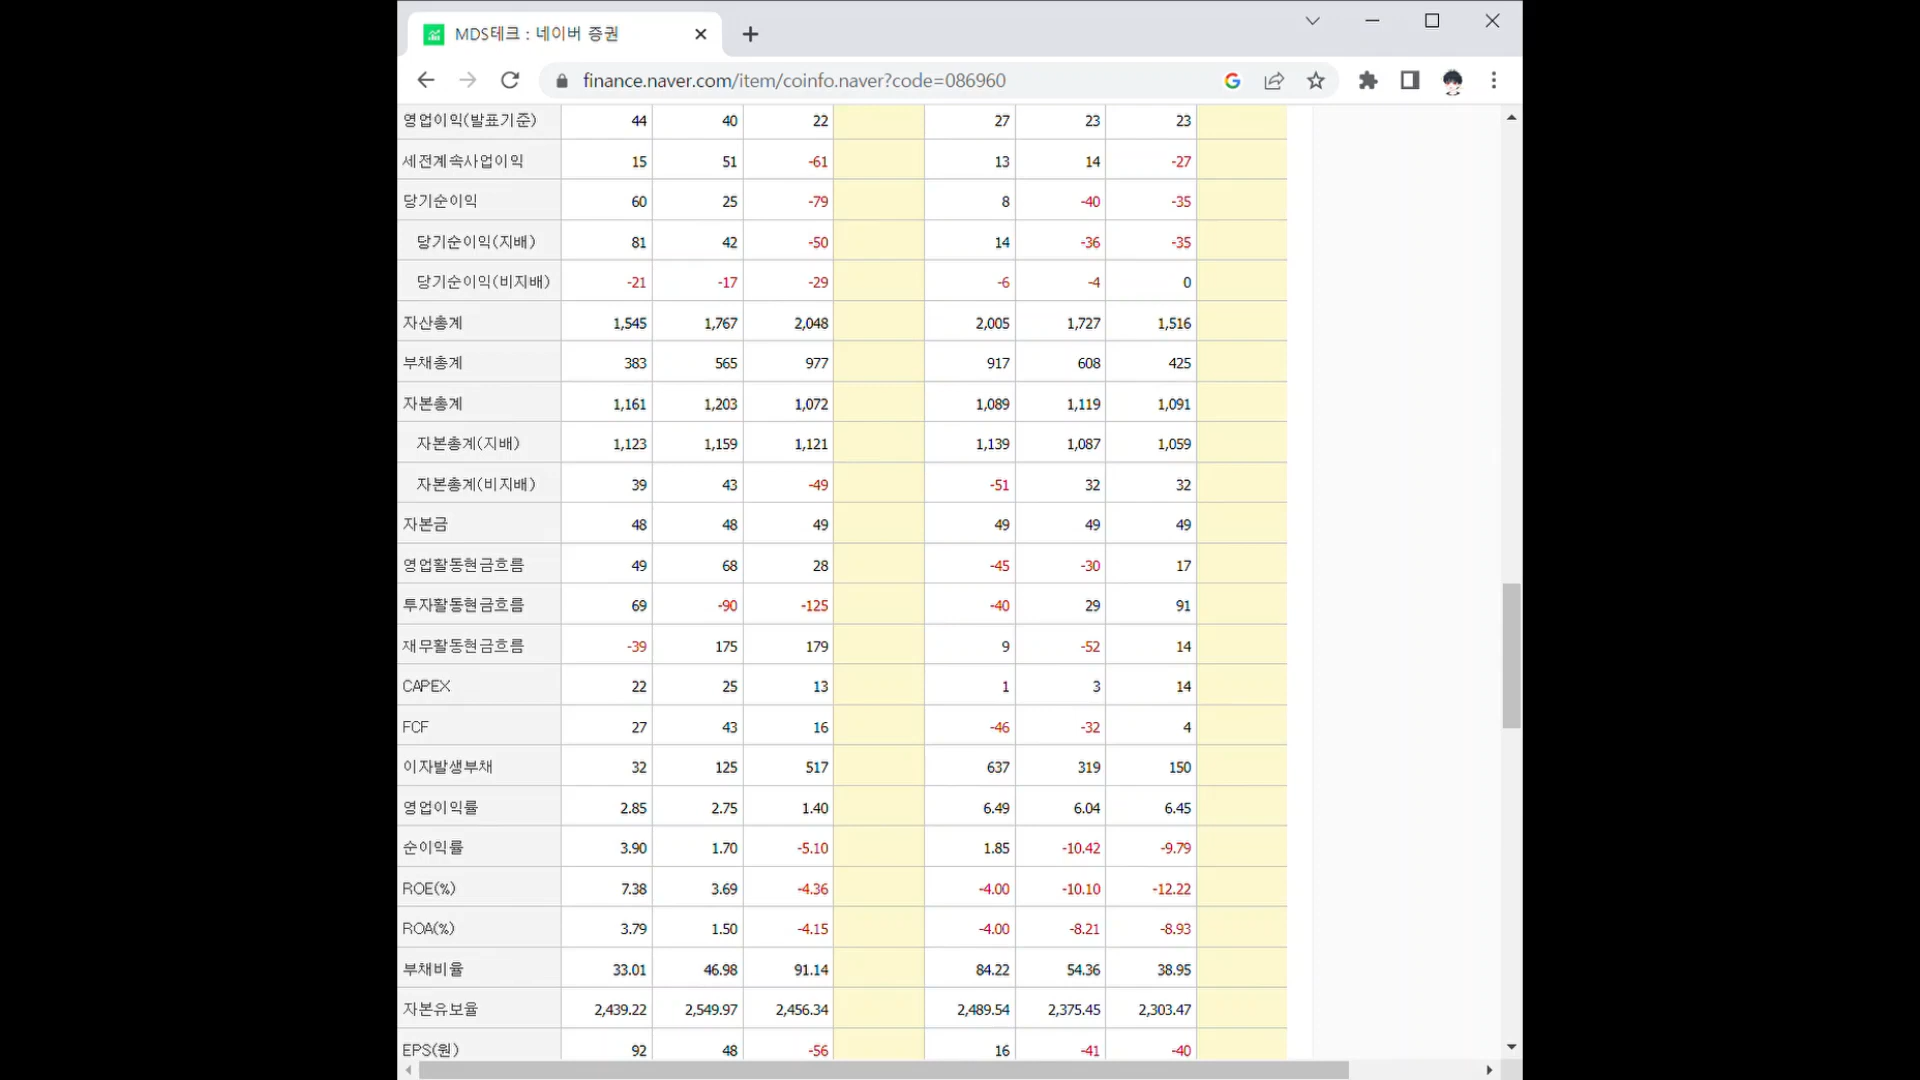 MDS테크 : 네이버 증권
finance.naver.com/item/coinfo.naver?code=086960
영업이익(발표기준) 44 40 22 27 23 23
세전계속사업이익 15 51 -61 13 14 -27
당기순이익 60 25 -79 8 -40 -35
당기순이익(지배) 81 42 -50 14 -36 -35
당기순이익(비지배) -21 -17 -29 -6 -4 0
자산총계 1,545 1,767 2,048 2,005 1,727 1,516
부채총계 383 565 977 917 608 425
자본총계 1,161 1,203 1,072 1,089 1,119 1,091
자본총계(지배) 1,123 1,159 1,121 1,139 1,087 1,059
자본총계(비지배) 39 43 -49 -51 32 32
자본금 48 48 49 49 49 49
영업활동현금흐름 49 68 28 -45 -30 17
투자활동현금흐름 69 -90 -125 -40 29 91
재무활동현금흐름 -39 175 179 9 -52 14
CAPEX 22 25 13 1 3 14
FCF 27 43 16 -46 -32 4
이자발생부채 32 125 517 637 319 150
영업이익률 2.85 2.75 1.40 6.49 6.04 6.45
순이익률 3.90 1.70 -5.10 1.85 -10.42 -9.79
ROE(%) 7.38 3.69 -4.36 -4.00 -10.10 -12.22
ROA(%) 3.79 1.50 -4.15 -4.00 -8.21 -8.93
부채비율 33.01 46.98 91.14 84.22 54.36 38.95
자본유보율 2,439.22 2,549.97 2,456.34 2,489.54 2,375.45 2,303.47
EPS(원) 92 48 -56 16 -41 -40